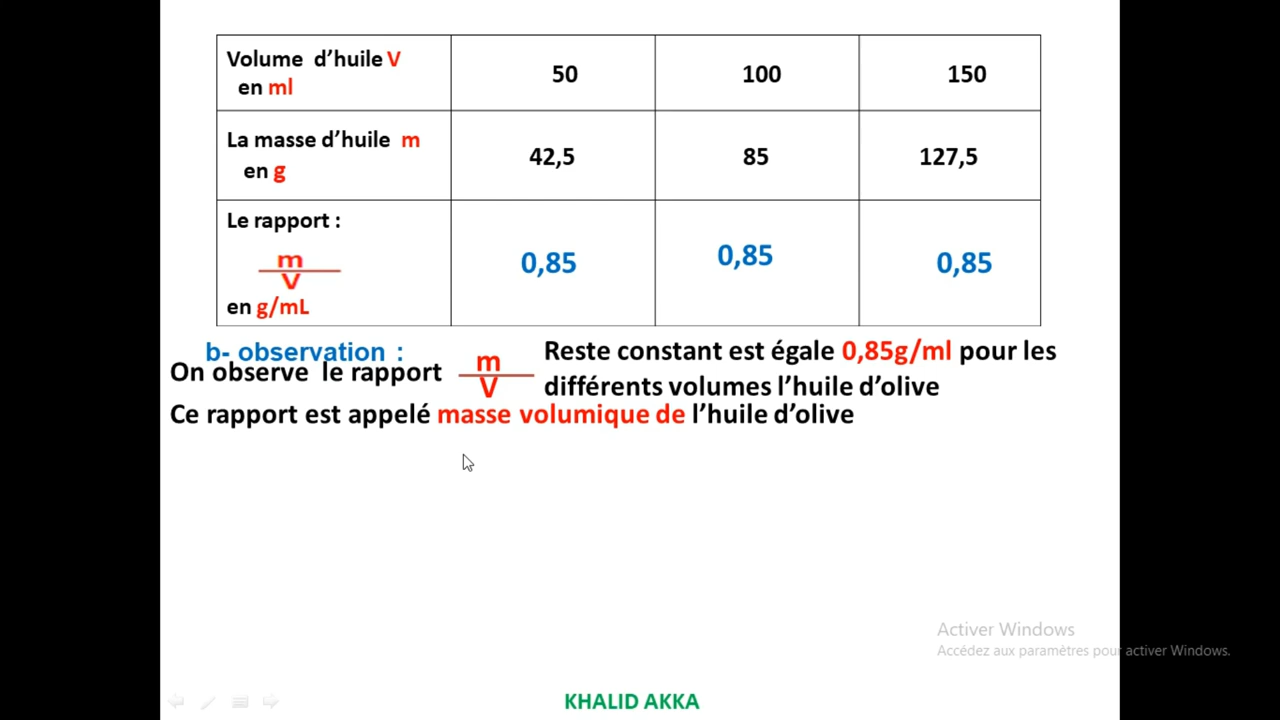 Volume d’huile V
en ml
50
100
150
La masse d’huile m
en g
42,5
85
127,5
Le rapport :
m
V
en g/mL
0,85
0,85
0,85
b- observation :
On observe le rapport
m
V
Reste constant est égale 0,85g/ml pour les
différents volumes l’huile d’olive
Ce rapport est appelé masse volumique de l’huile d’olive
Activer Windows
Accédez aux paramètres pour activer Windows.
KHALID AKKA